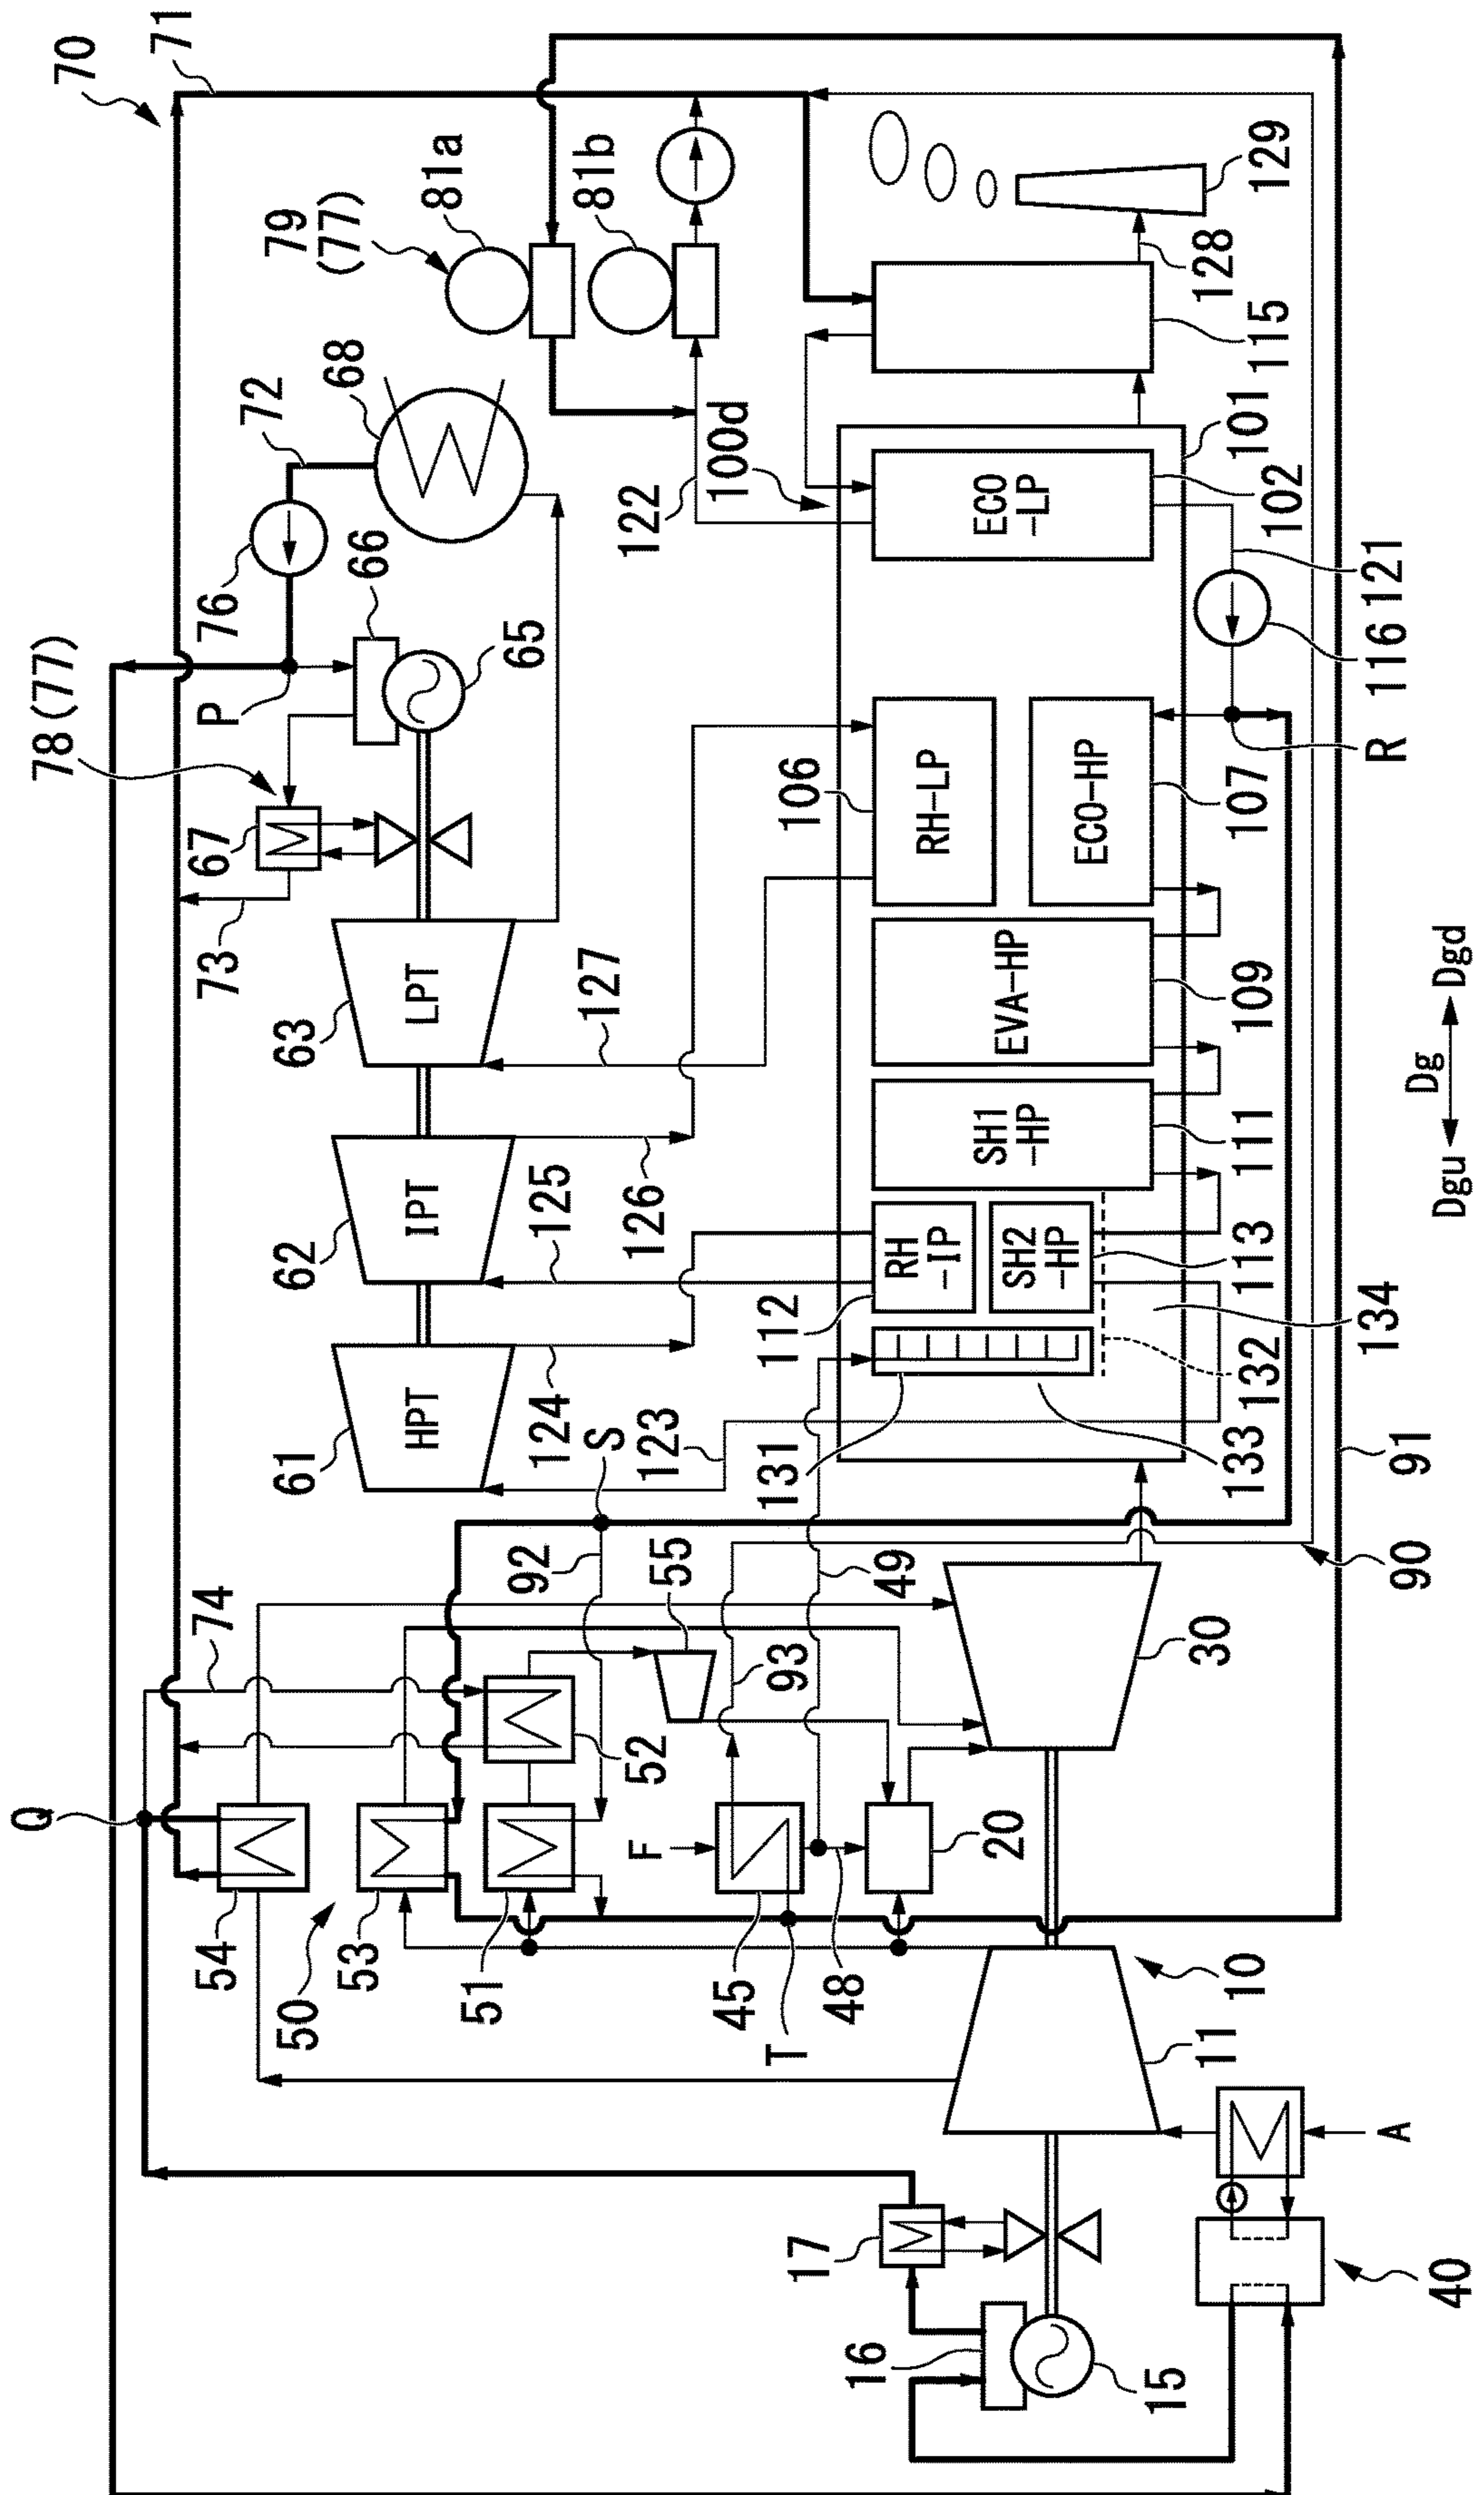 70
71
72
68
79
(77)
81a
81b
129
128
115
101
102
ECO
-LP
100d
122
121
116
R
76
66
65
P
78(77)
67
73
63
LPT
127
106
RH-LP
ECO-HP
107
EVA-HP
109
SH1
-HP
111
Dgu
Dg
Dgd
62
IPT
126
125
RH
-IP
112
SH2
-HP
113
134
132
133
131
61
HPT
124
123
S
92
55
49
90
91
74
93
30
52
Q
54
50
53
51
F
45
T
48
20
10
11
A
17
16
15
40